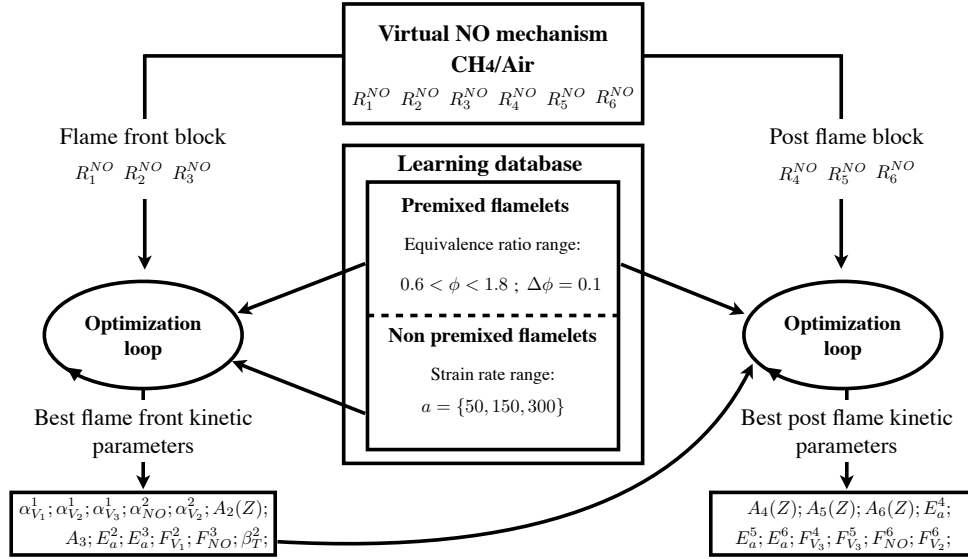 Virtual NO mechanism
CH4/Air
R_1^{NO} R_2^{NO} R_3^{NO} R_4^{NO} R_5^{NO} R_6^{NO}
Flame front block
R_1^{NO} R_2^{NO} R_3^{NO}
Post flame block
R_4^{NO} R_5^{NO} R_6^{NO}
Learning database
Premixed flamelets
Equivalence ratio range:
0.6 < ϕ < 1.8 ; Δϕ = 0.1
Non premixed flamelets
Strain rate range:
a = {50, 150, 300}
Optimization
loop
Optimization
loop
Best flame front kinetic
parameters
Best post flame kinetic
parameters
α_{V_1}^1; α_{V_2}^1; α_{V_3}^1; α_{NO}^2; α_{V_2}^2; A_2(Z);
A_3; E_a^2; E_a^3; F_{V_1}^2; F_{NO}^3; β_T^2;
A_4(Z); A_5(Z); A_6(Z); E_a^4;
E_a^5; E_a^6; F_{V_3}^4; F_{V_3}^5; F_{NO}^6; F_{V_2}^6;